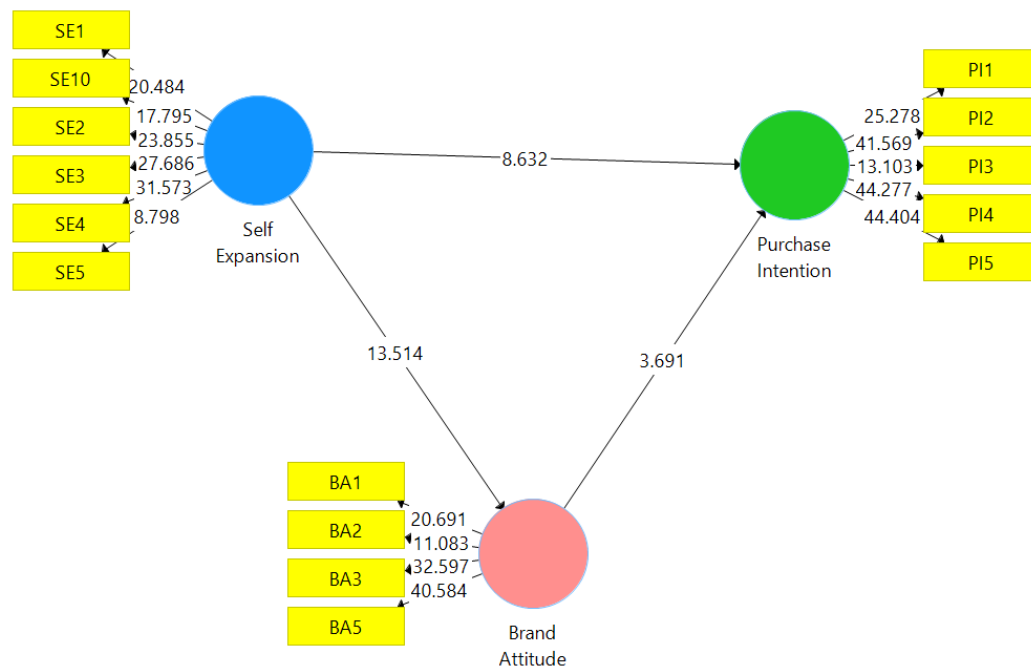 SE1
SE10
SE2
SE3
SE4
SE5
20.484
17.795
23.855
27.686
31.573
8.798
Self
Expansion
8.632
PI1
PI2
PI3
PI4
PI5
25.278
41.569
13.103
44.277
44.404
Purchase
Intention
13.514
3.691
BA1
BA2
BA3
BA5
20.691
11.083
32.597
40.584
Brand
Attitude